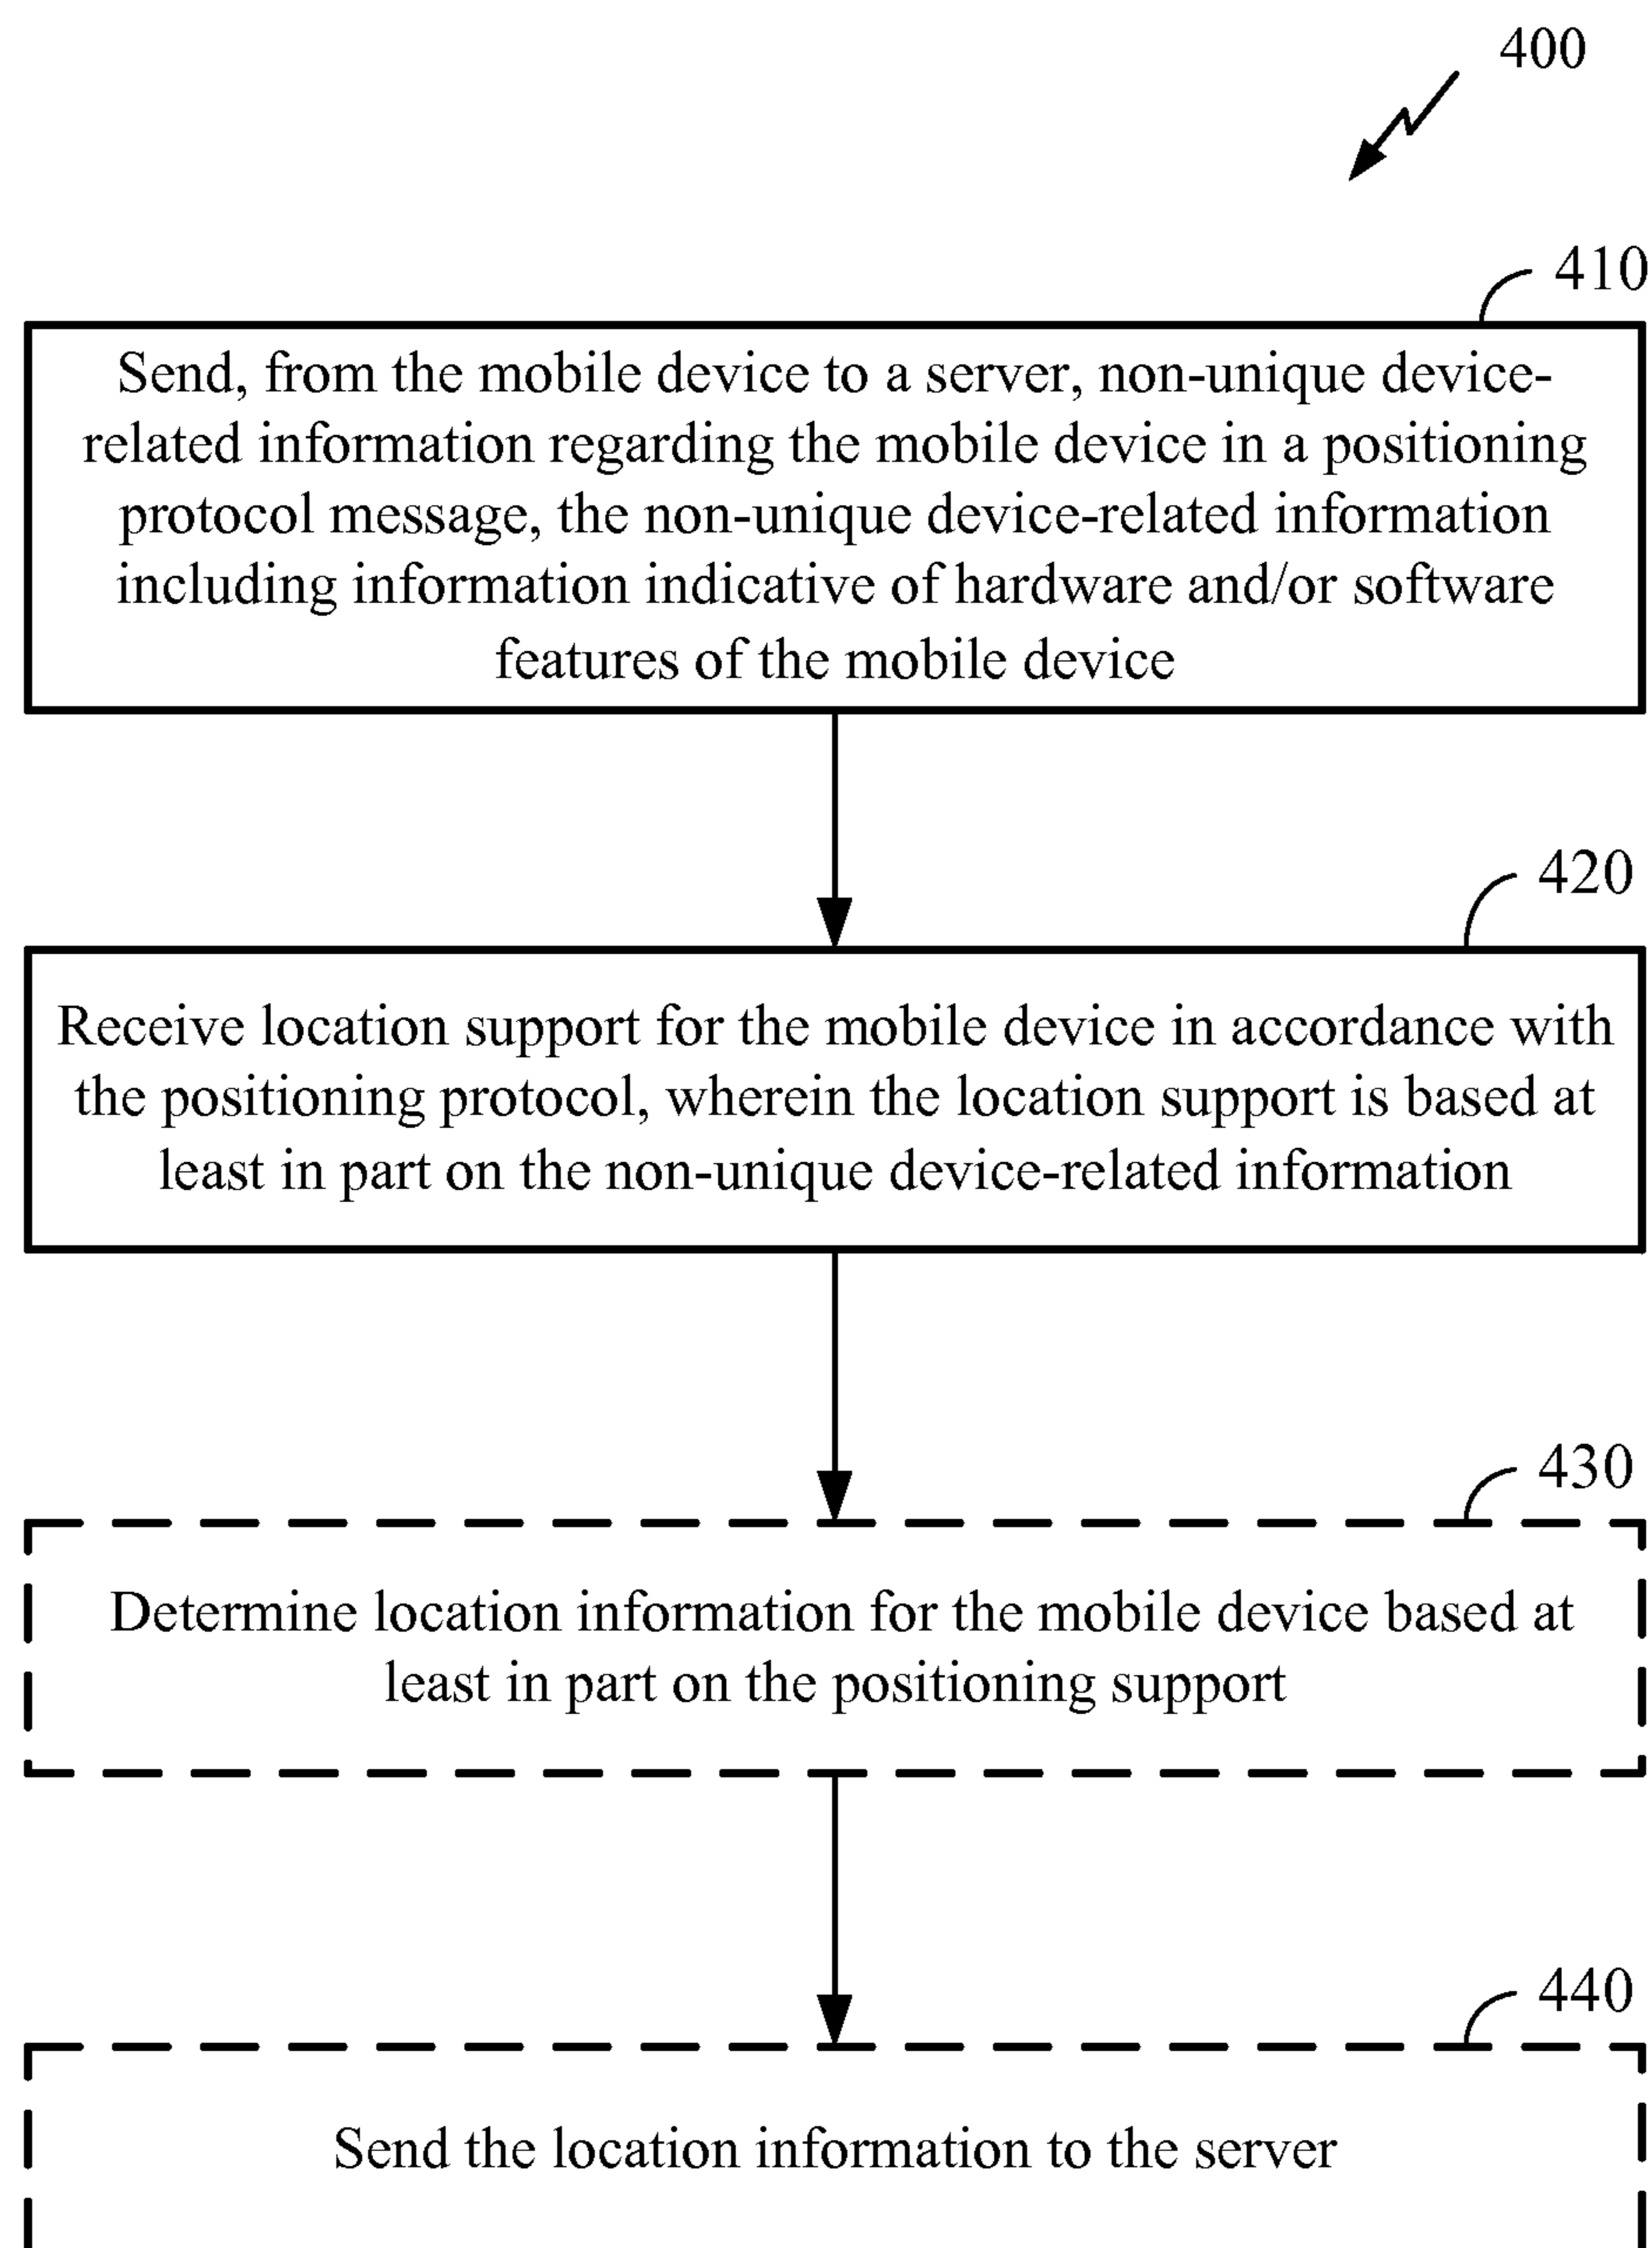 400
410
Send, from the mobile device to a server, non-unique device-
related information regarding the mobile device in a positioning
protocol message, the non-unique device-related information
including information indicative of hardware and/or software
features of the mobile device
420
Receive location support for the mobile device in accordance with
the positioning protocol, wherein the location support is based at
least in part on the non-unique device-related information
430
Determine location information for the mobile device based at
least in part on the positioning support
440
Send the location information to the server